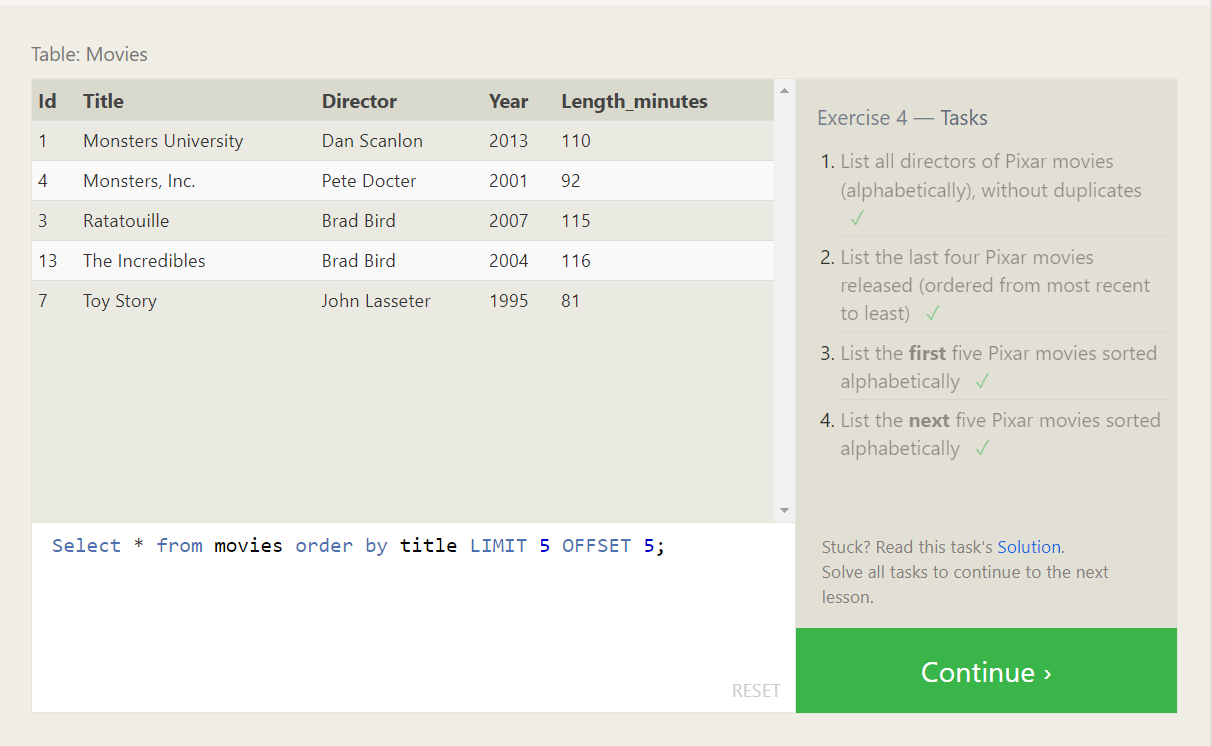 Table: Movies
Id Title Director Year Length_minutes
1 Monsters University Dan Scanlon 2013 110
4 Monsters, Inc. Pete Docter 2001 92
3 Ratatouille Brad Bird 2007 115
13 The Incredibles Brad Bird 2004 116
7 Toy Story John Lasseter 1995 81
Select * from movies order by title LIMIT 5 OFFSET 5;
RESET
Exercise 4 — Tasks
1. List all directors of Pixar movies
(alphabetically), without duplicates
✓
2. List the last four Pixar movies
released (ordered from most recent
to least) ✓
3. List the first five Pixar movies sorted
alphabetically ✓
4. List the next five Pixar movies sorted
alphabetically ✓
Stuck? Read this task's Solution.
Solve all tasks to continue to the next
lesson.
Continue ›